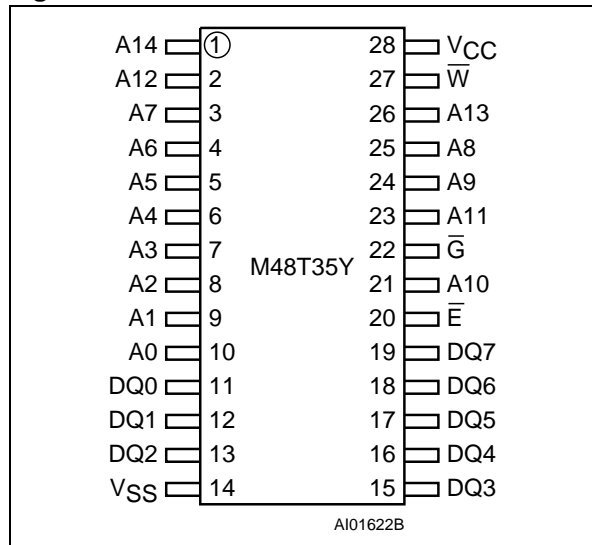 A14 1 28 VCC
A12 2 27 W̅
A7 3 26 A13
A6 4 25 A8
A5 5 24 A9
A4 6 23 A11
A3 7 22 G̅
M48T35Y
A2 8 21 A10
A1 9 20 E̅
A0 10 19 DQ7
DQ0 11 18 DQ6
DQ1 12 17 DQ5
DQ2 13 16 DQ4
VSS 14 15 DQ3
AI01622B